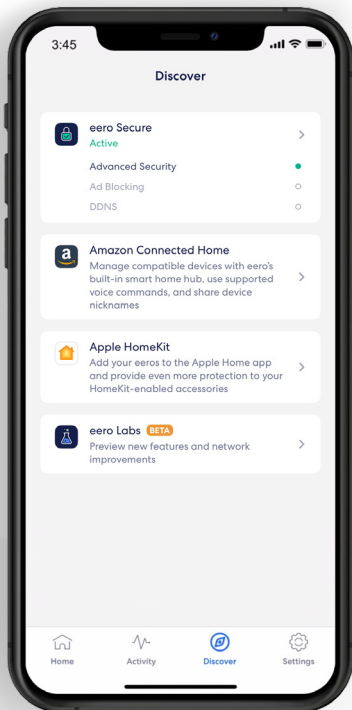 3:45
Discover
eero Secure
Active
Advanced Security
Ad Blocking
DDNS
Amazon Connected Home
Manage compatible devices with eero's
built-in smart home hub, use supported
voice commands, and share device
nicknames
Apple HomeKit
Add your eeros to the Apple Home app
and provide even more protection to your
HomeKit-enabled accessories
eero Labs BETA
Preview new features and network
improvements
Home Activity Discover Settings